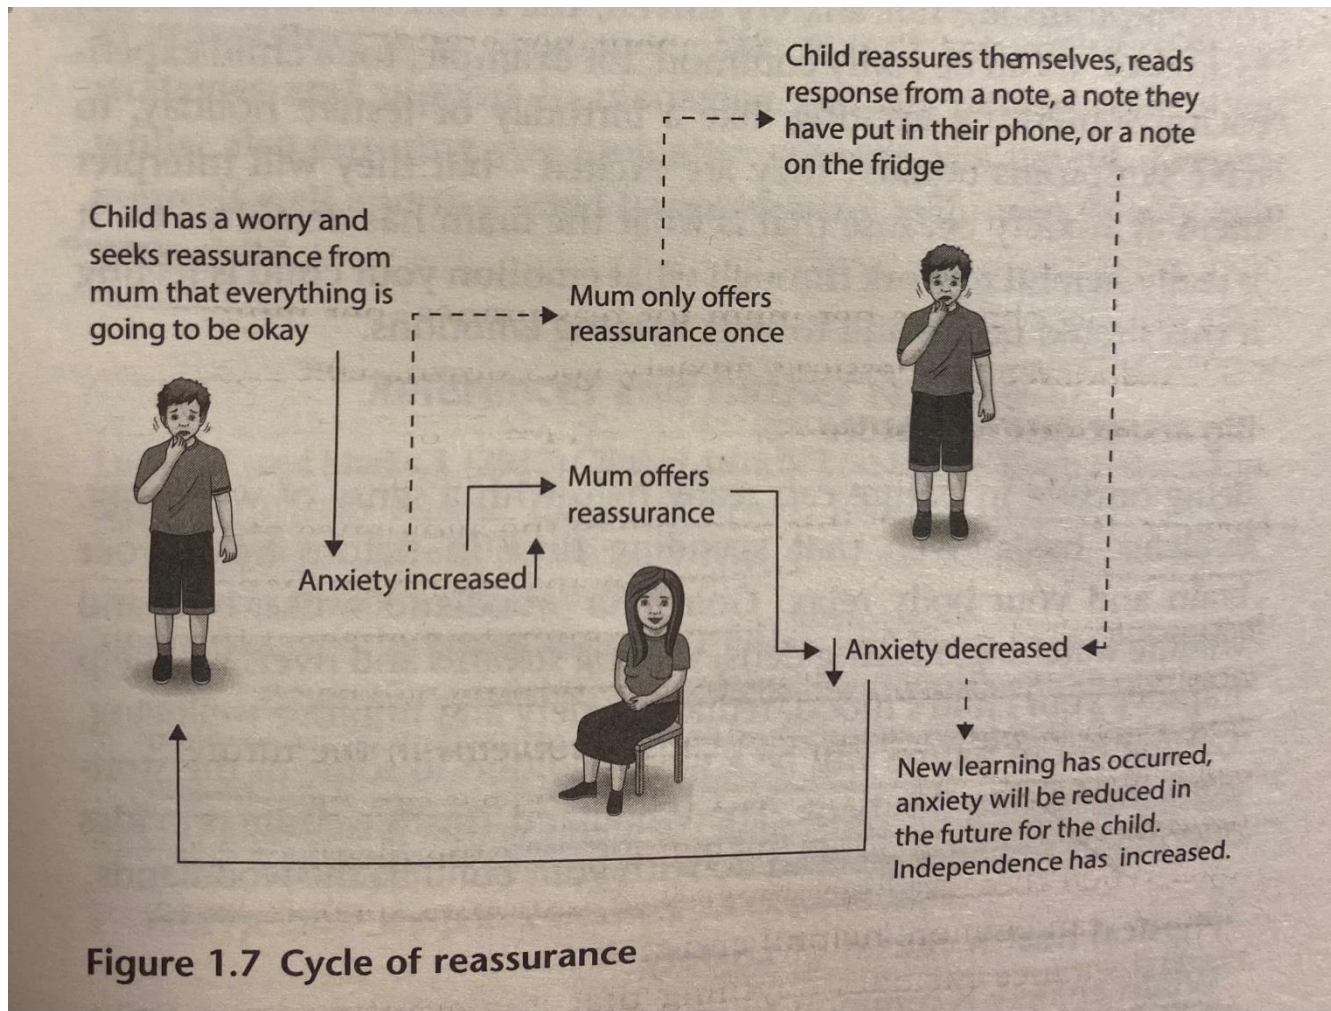 Child reassures themselves, reads
response from a note, a note they
have put in their phone, or a note
on the fridge
Child has a worry and
seeks reassurance from
mum that everything is
going to be okay
Mum only offers
reassurance once
Mum offers
reassurance
Anxiety increased
Anxiety decreased
New learning has occurred,
anxiety will be reduced in
the future for the child.
Independence has increased.
Figure 1.7 Cycle of reassurance